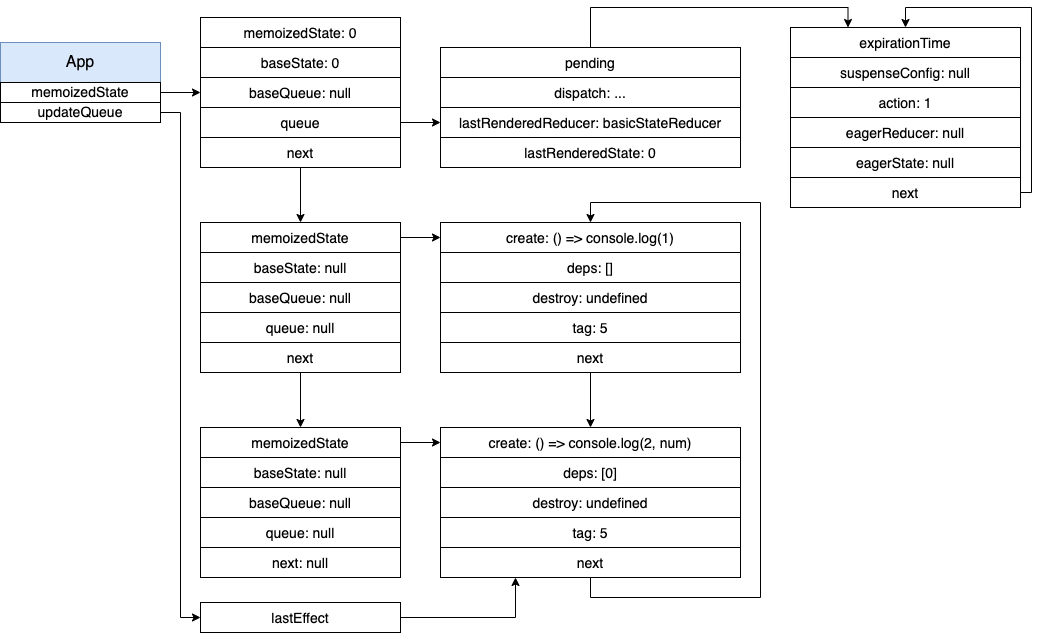 App
memoizedState
updateQueue
memoizedState: 0
baseState: 0
baseQueue: null
queue
next
pending
dispatch: ...
lastRenderedReducer: basicStateReducer
lastRenderedState: 0
expirationTime
suspenseConfig: null
action: 1
eagerReducer: null
eagerState: null
next
memoizedState
baseState: null
baseQueue: null
queue: null
next
create: () => console.log(1)
deps: []
destroy: undefined
tag: 5
next
memoizedState
baseState: null
baseQueue: null
queue: null
next: null
create: () => console.log(2, num)
deps: [0]
destroy: undefined
tag: 5
next
lastEffect